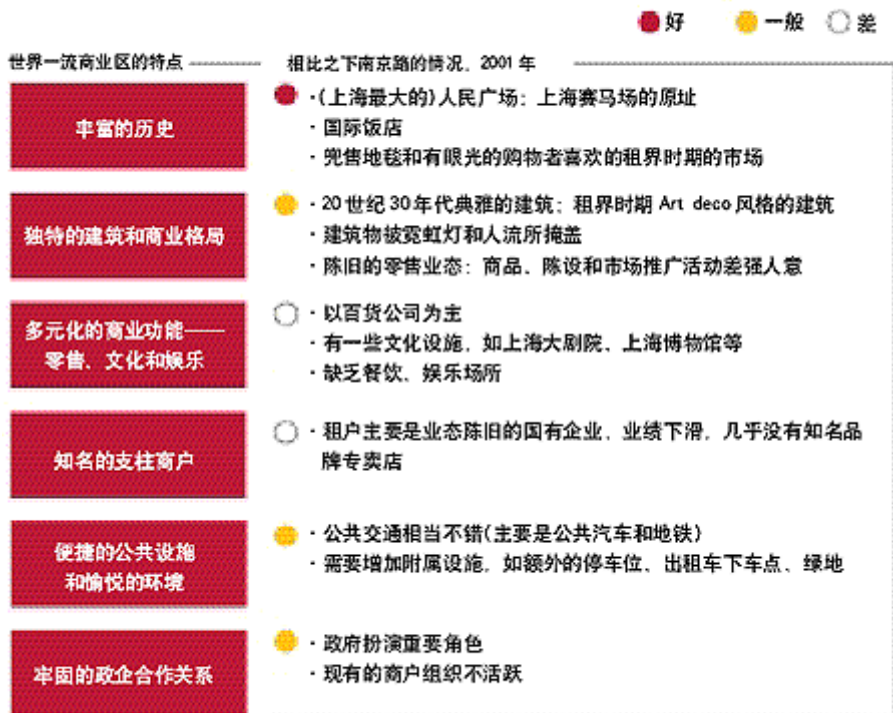 好 一般 差
世界一流商业区的特点 相比之下南京路的情况，2001 年
丰富的历史
·(上海最大的)人民广场：上海赛马场的原址
·国际饭店
·兜售地毯和有眼光的购物者喜欢的租界时期的市场
独特的建筑和商业格局
·20世纪30年代典雅的建筑；租界时期 Art deco 风格的建筑
·建筑物被霓虹灯和人流所掩盖
·陈旧的零售业态：商品、陈设和市场推广活动差强人意
多元化的商业功能——
零售、文化和娱乐
·以百货公司为主
·有一些文化设施，如上海大剧院、上海博物馆等
·缺乏餐饮、娱乐场所
知名的支柱商户
·租户主要是业态陈旧的国有企业，业绩下滑，几乎没有知名品
牌专卖店
便捷的公共设施
和愉悦的环境
·公共交通相当不错(主要是公共汽车和地铁)
·需要增加附属设施，如额外的停车位、出租车下车点、绿地
牢固的政企合作关系
·政府扮演重要角色
·现有的商户组织不活跃